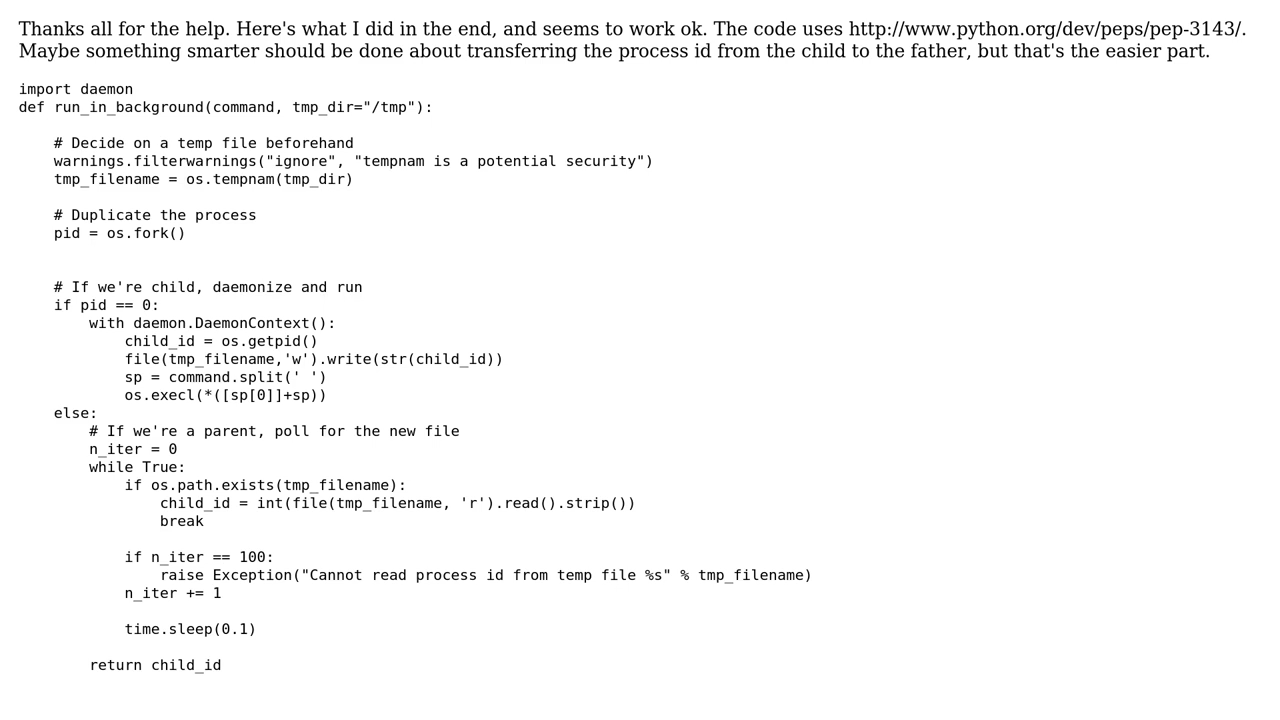 Thanks all for the help. Here's what I did in the end, and seems to work ok. The code uses http://www.python.org/dev/peps/pep-3143/.
Maybe something smarter should be done about transferring the process id from the child to the father, but that's the easier part.

import daemon
def run_in_background(command, tmp_dir="/tmp"):

    # Decide on a temp file beforehand
    warnings.filterwarnings("ignore", "tempnam is a potential security")
    tmp_filename = os.tempnam(tmp_dir)

    # Duplicate the process
    pid = os.fork()


    # If we're child, daemonize and run
    if pid == 0:
        with daemon.DaemonContext():
            child_id = os.getpid()
            file(tmp_filename,'w').write(str(child_id))
            sp = command.split(' ')
            os.execl(*([sp[0]]+sp))
    else:
        # If we're a parent, poll for the new file
        n_iter = 0
        while True:
            if os.path.exists(tmp_filename):
                child_id = int(file(tmp_filename, 'r').read().strip())
                break

            if n_iter == 100:
                raise Exception("Cannot read process id from temp file %s" % tmp_filename)
            n_iter += 1

            time.sleep(0.1)

        return child_id